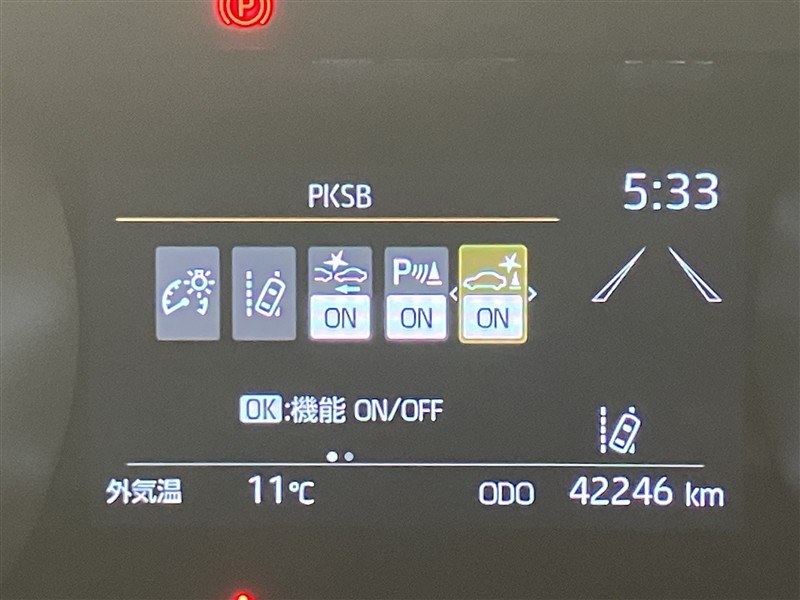 P
PKSB
5:33
P
ON ON ON
OK:機能 ON/OFF
外気温 11℃ ODO 42246 km